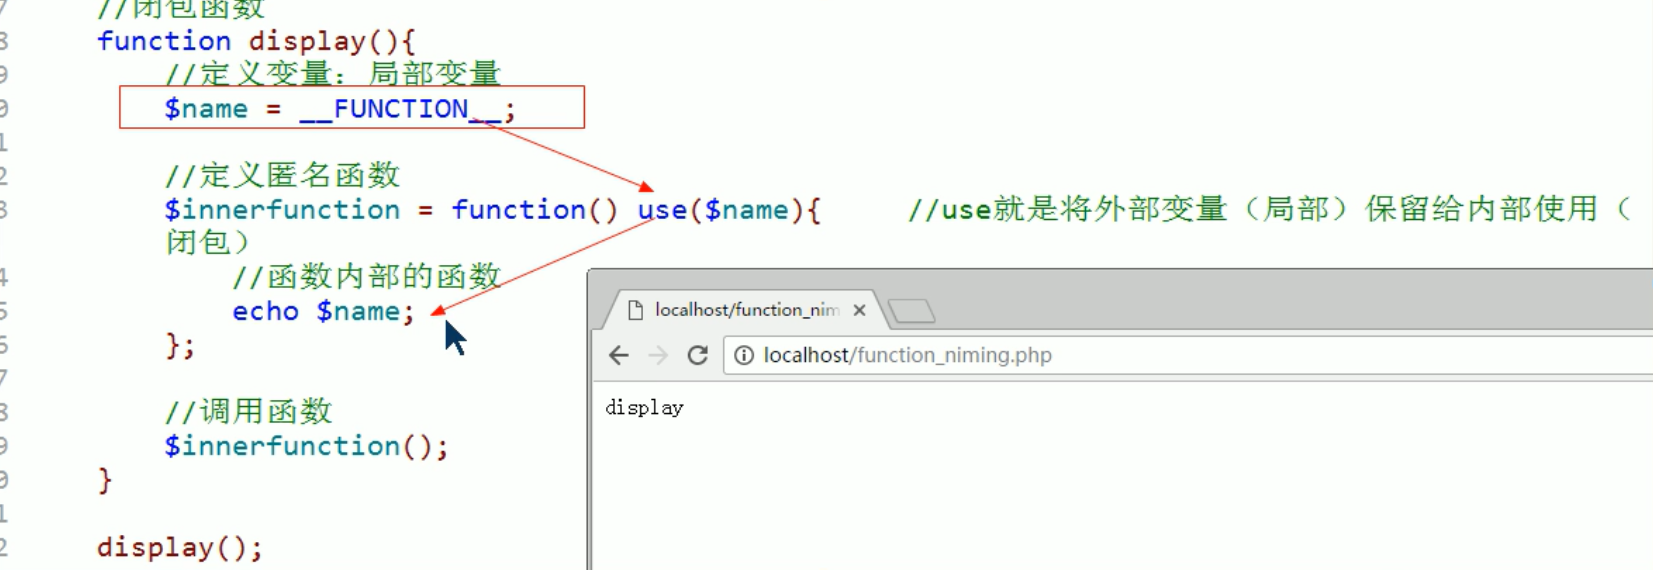 //闭包函数
8 function display(){
9 //定义变量：局部变量
0 $name = __FUNCTION__;
1
2 //定义匿名函数
3 $innerfunction = function() use($name){ //use就是将外部变量（局部）保留给内部使用（
闭包）
4 //函数内部的函数
5 echo $name;
6 };
7
8 //调用函数
9 $innerfunction();
0 }
1
2 display();
localhost/function_nim
localhost/function_niming.php
display